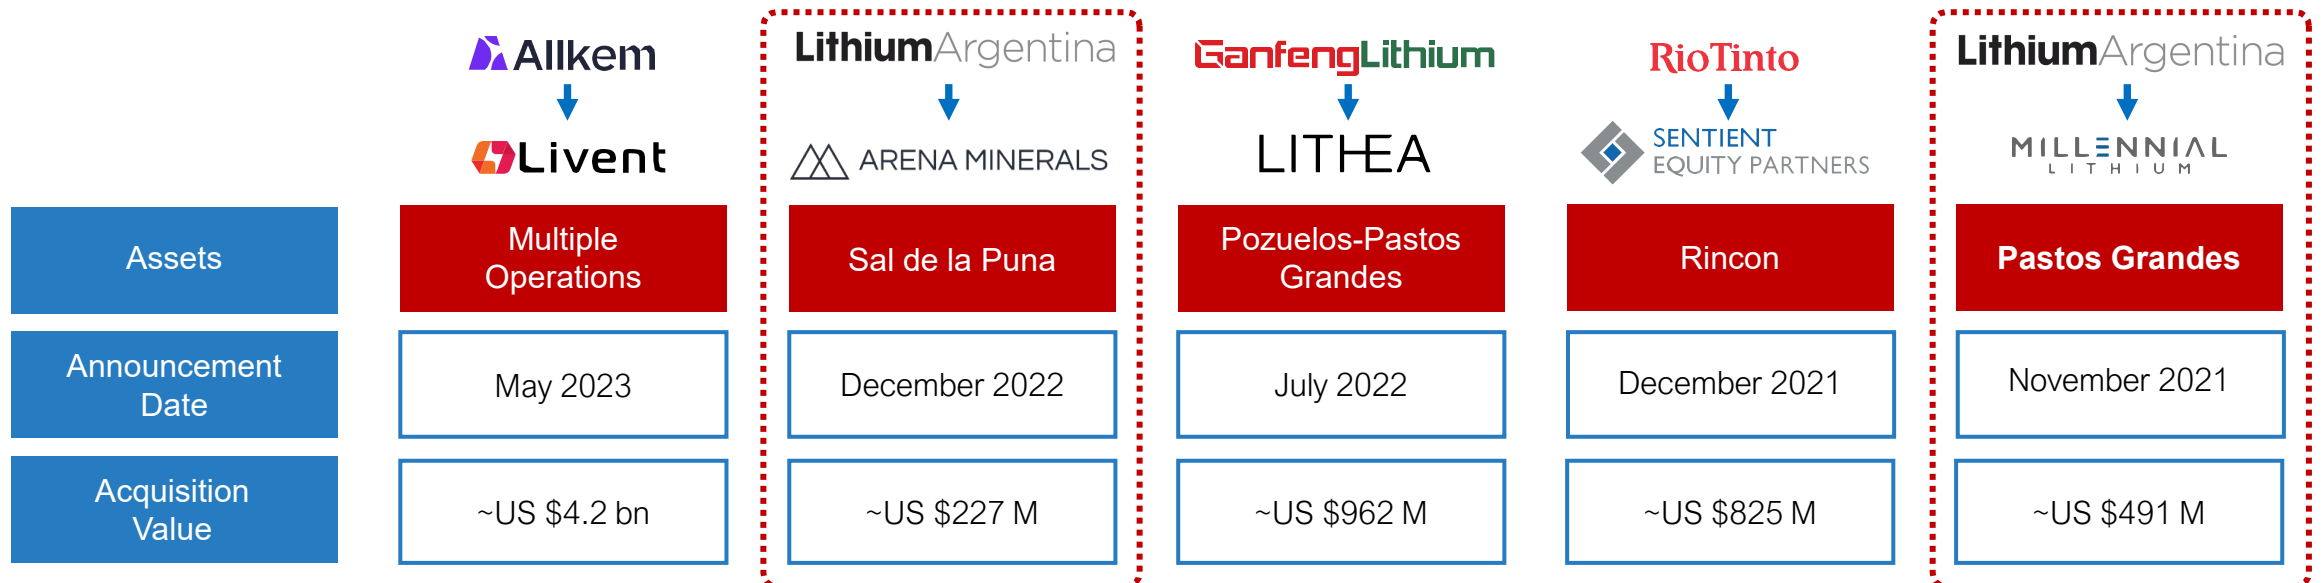 Allkem
LithiumArgentina
GanfengLithium
RioTinto
LithiumArgentina
Livent
ARENA MINERALS
LITHEA
SENTIENT
EQUITY PARTNERS
MILLENNIAL
LITHIUM
Assets
Multiple
Operations
Sal de la Puna
Pozuelos-Pastos
Grandes
Rincon
Pastos Grandes
Announcement
Date
May 2023
December 2022
July 2022
December 2021
November 2021
Acquisition
Value
~US $4.2 bn
~US $227 M
~US $962 M
~US $825 M
~US $491 M